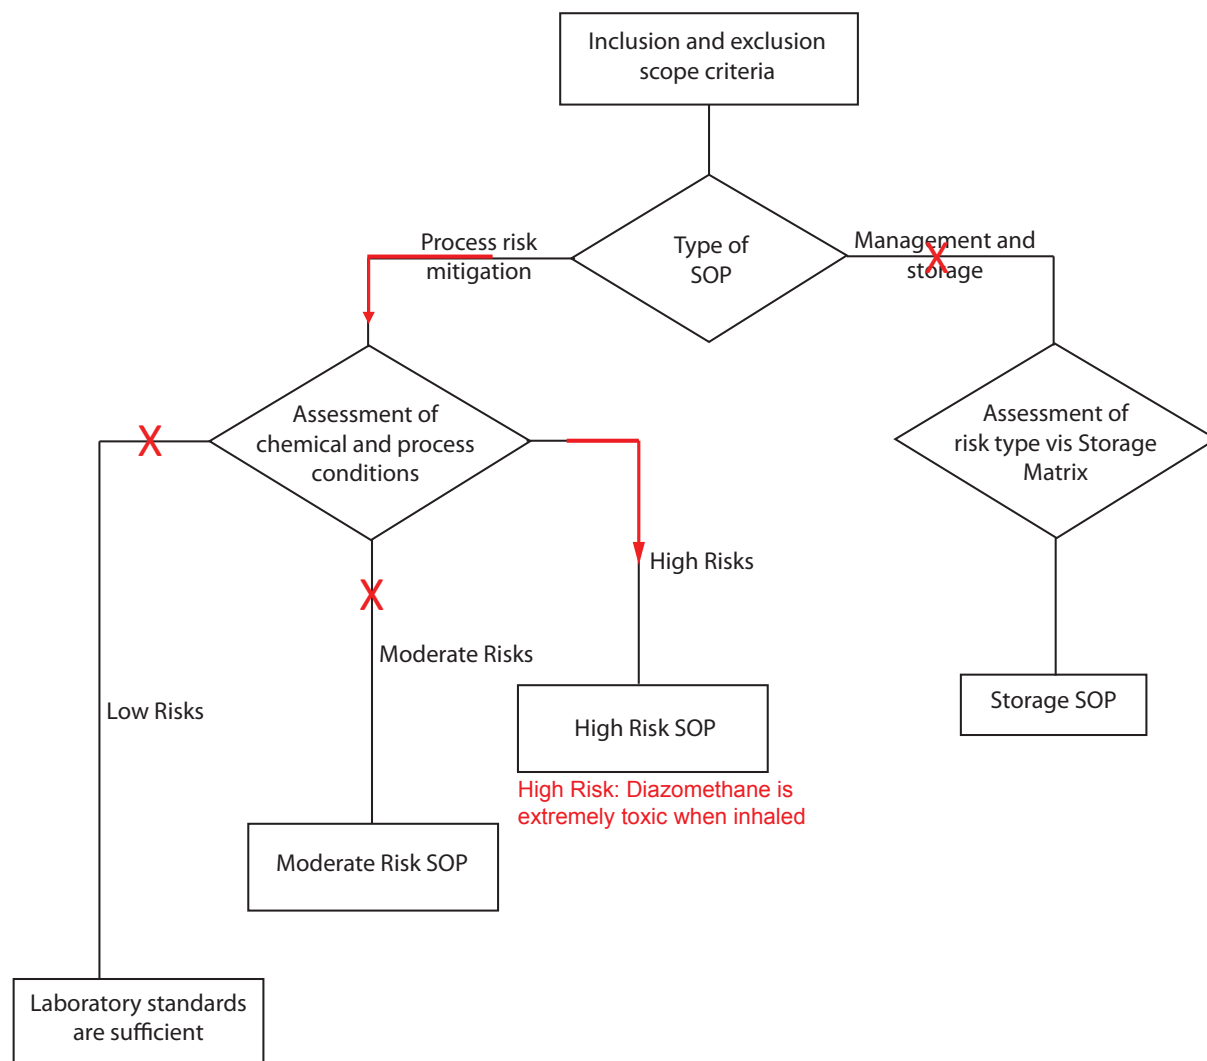 Inclusion and exclusion
scope criteria
Type of
SOP
Process risk
mitigation
Management and
storage
X
Assessment of
chemical and process
conditions
Assessment of
risk type vis Storage
Matrix
X
High Risks
X
Moderate Risks
Low Risks
High Risk SOP
Storage SOP
High Risk: Diazomethane is
extremely toxic when inhaled
Moderate Risk SOP
Laboratory standards
are sufficient